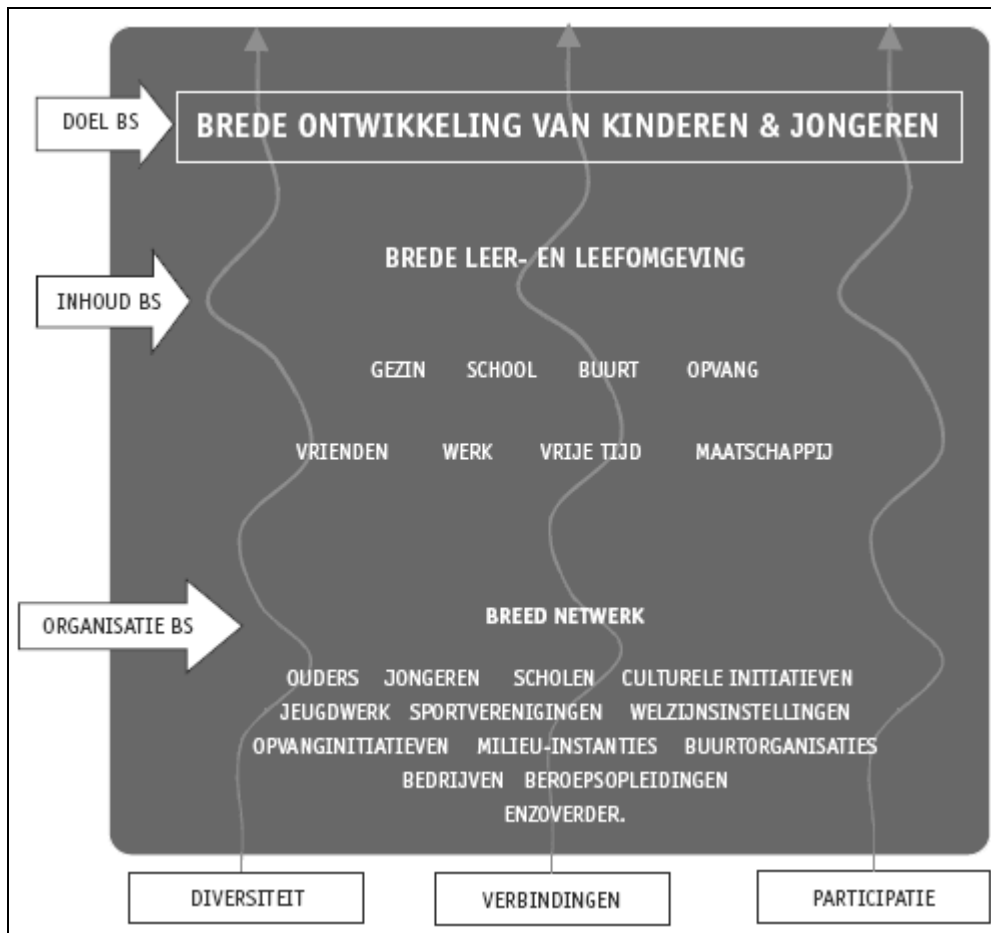 DOEL BS
BREDE ONTWIKKELING VAN KINDEREN & JONGEREN
BREDE LEER- EN LEEFOMGEVING
INHOUD BS
GEZIN SCHOOL BUURT OPVANG
VRIENDEN WERK VRIJE TIJD MAATSCHAPPIJ
BREED NETWERK
ORGANISATIE BS
OUDERS JONGEREN SCHOLEN CULTURELE INITIATIEVEN
JEUGDWERK SPORTVERENIGINGEN WELZIJNSINSTELLINGEN
OPVANGINITIATIEVEN MILIEU-INSTANTIES BUURTORGANISATIES
BEDRIJVEN BEROEPSOPLEIDINGEN
ENZOVERDER.
DIVERSITEIT VERBINDINGEN PARTICIPATIE